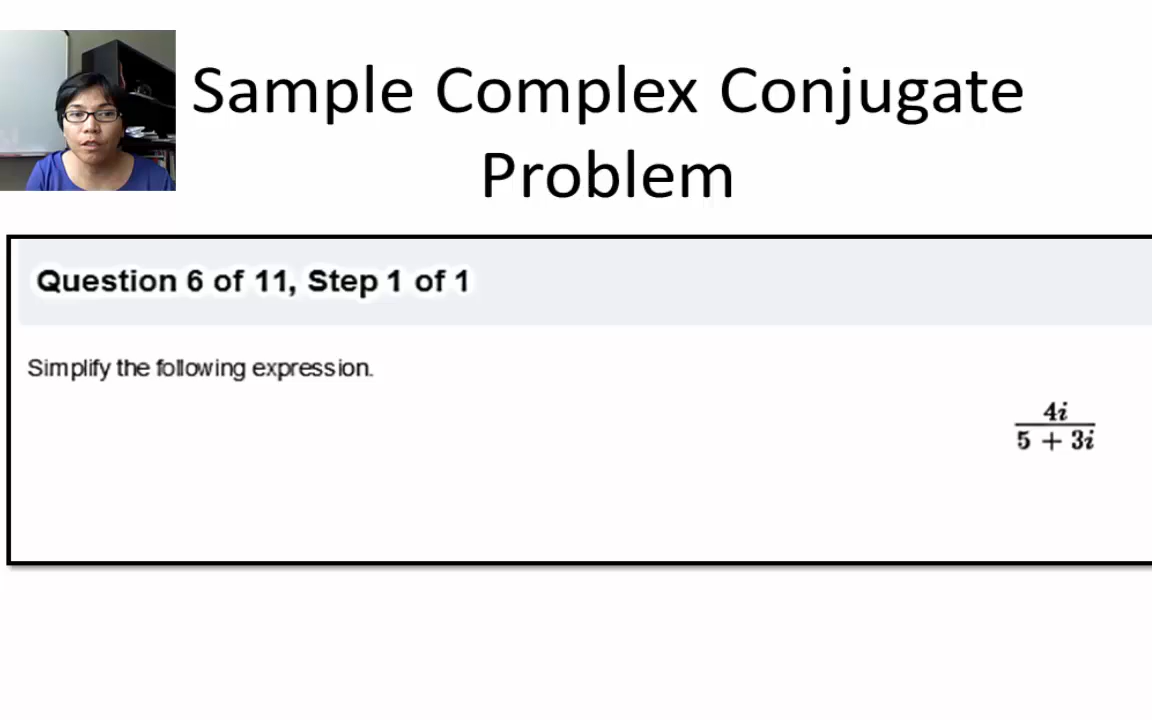 Sample Complex Conjugate
Problem
Question 6 of 11, Step 1 of 1
Simplify the following expression.
4i
5 + 3i